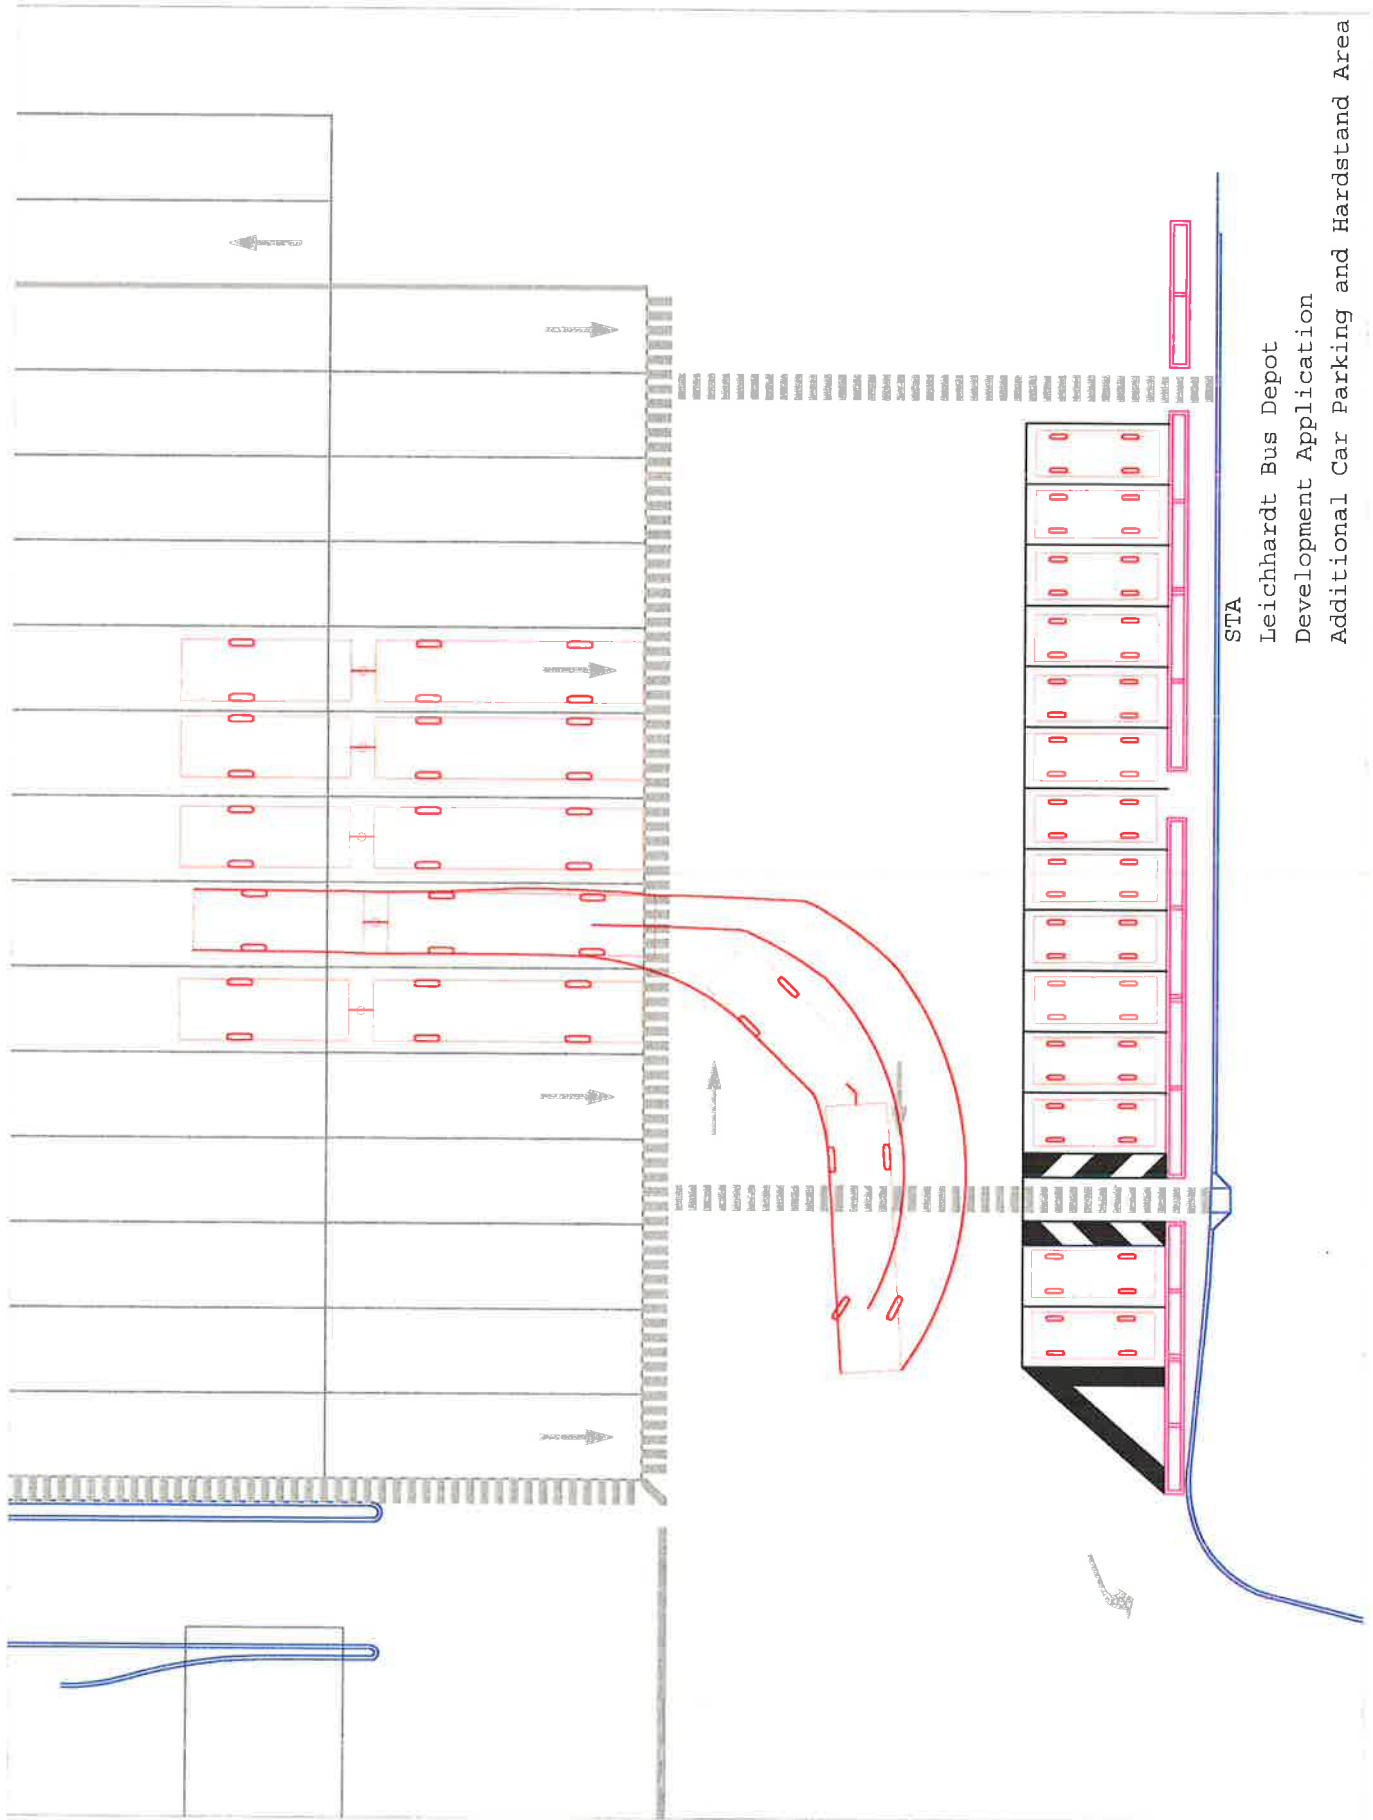 STA
Leichhardt Bus Depot
Development Application
Additional Car Parking and Hardstand Area